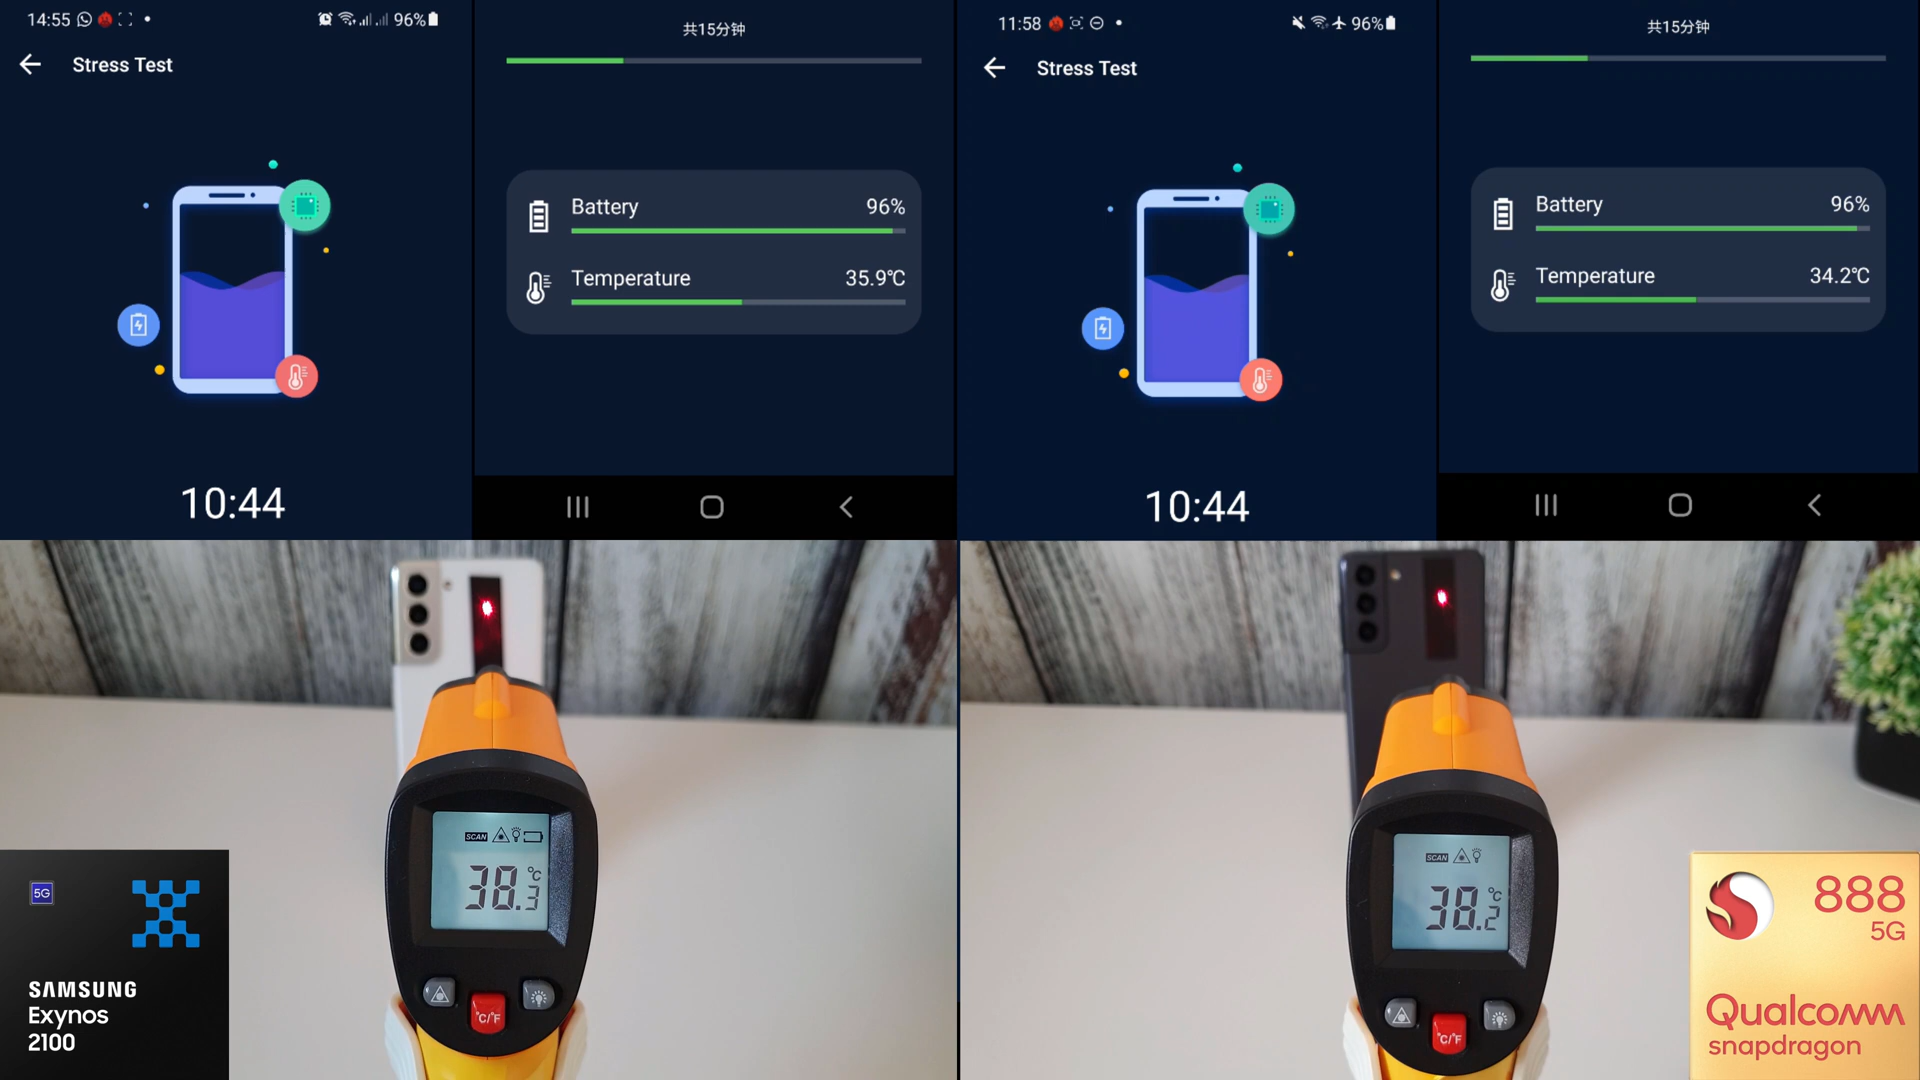 14:55 96%
Stress Test
10:44
共15分钟
Battery 96%
Temperature 35.9℃
11:58 96%
Stress Test
10:44
共15分钟
Battery 96%
Temperature 34.2℃
SCAN
38.3 °C
°C/°F
5G
SAMSUNG
Exynos
2100
SCAN
38.2 °C
°C/°F
888
5G
Qualcomm
snapdragon